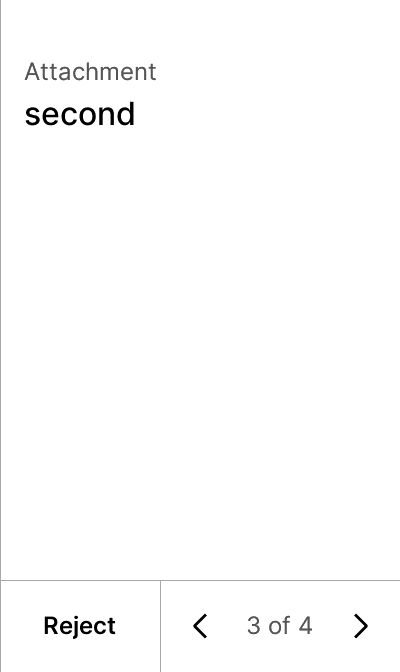 Attachment
second
Reject
3 of 4